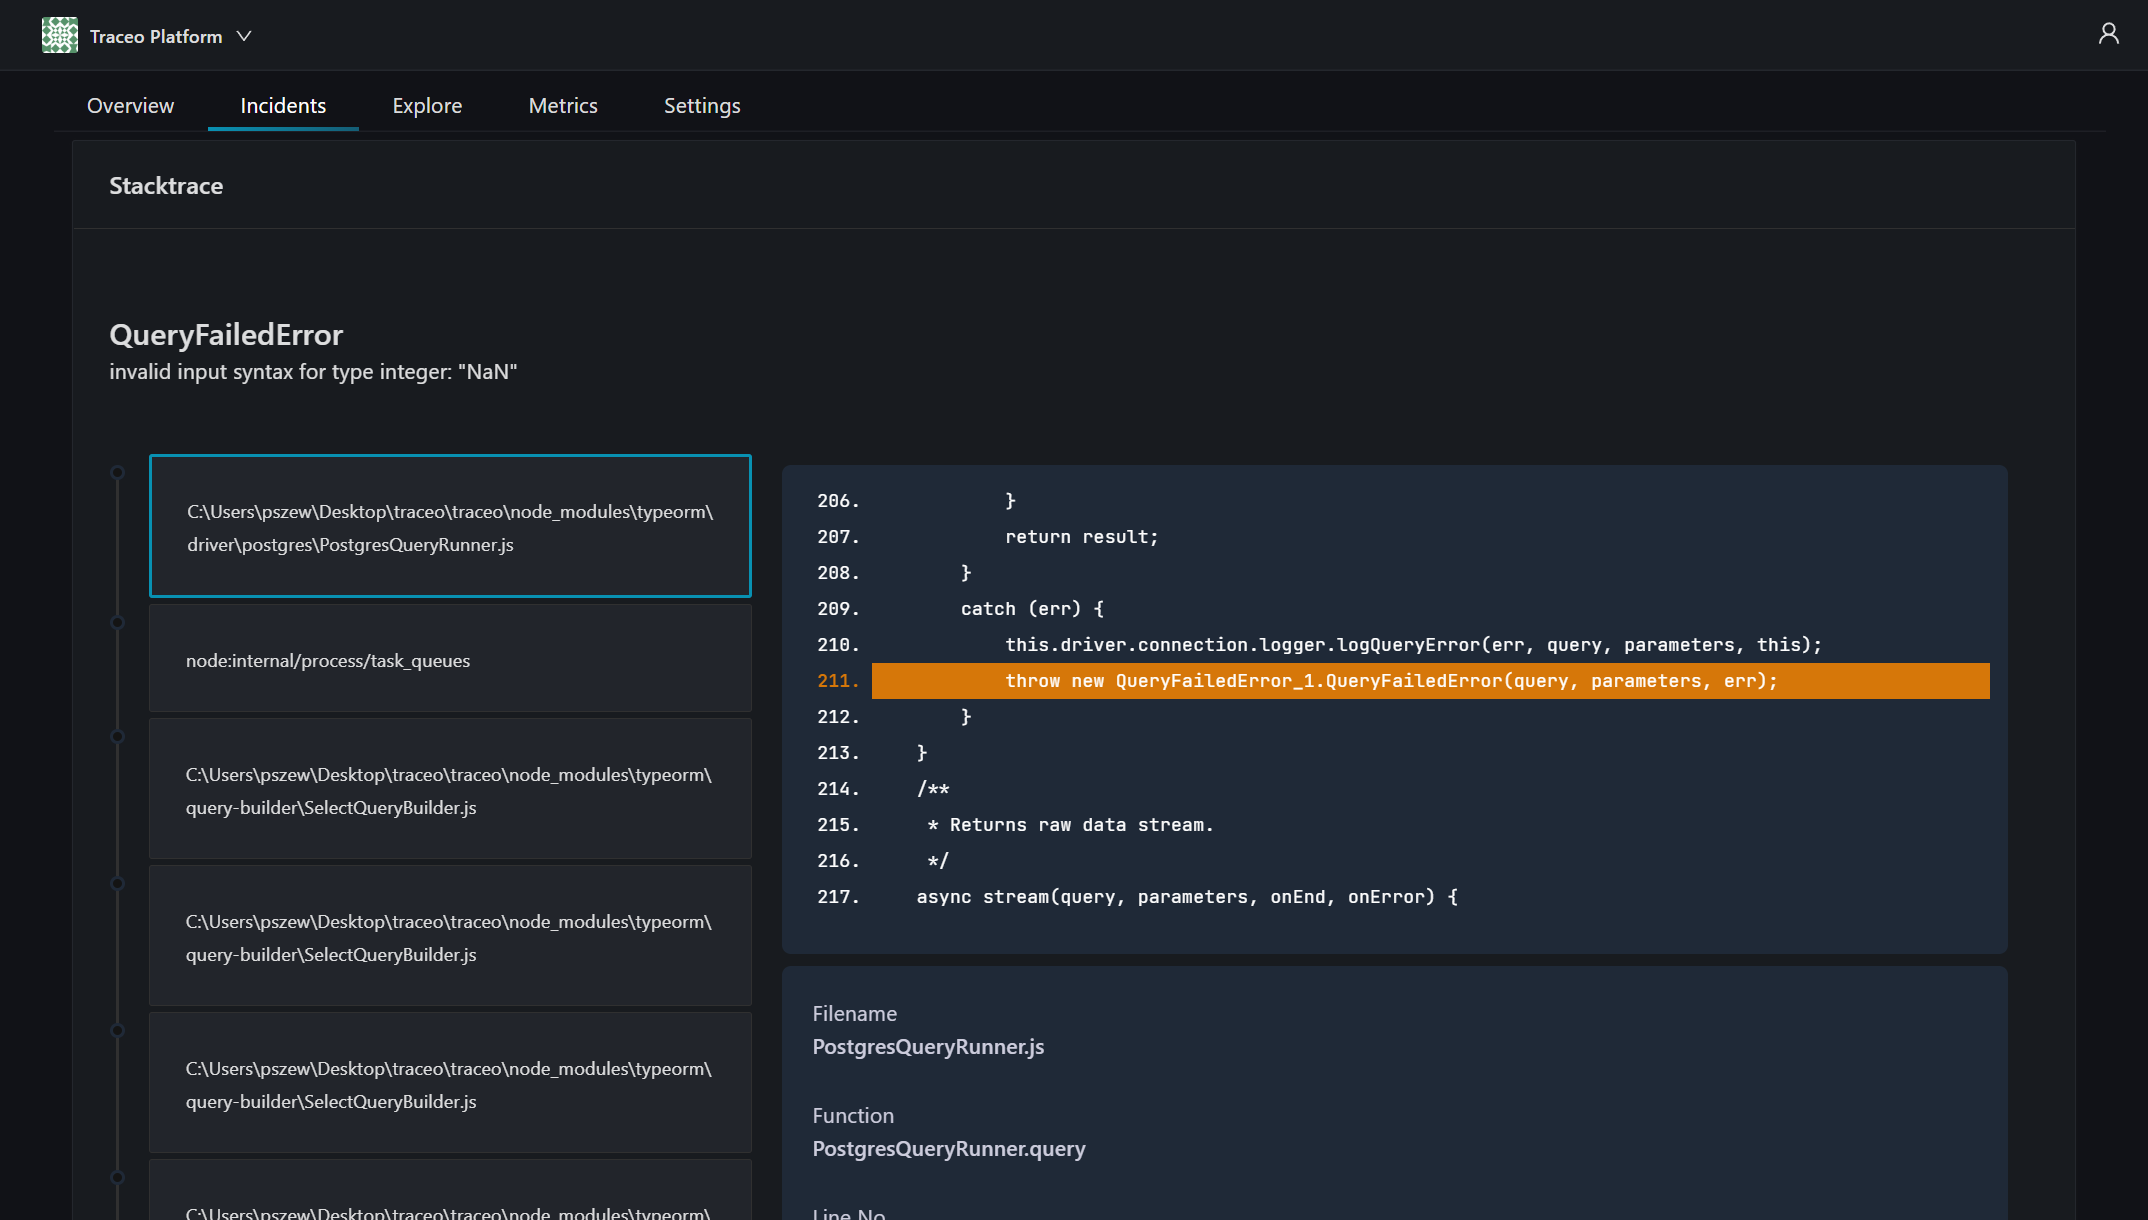 Traceo Platform
Overview
Incidents
Explore
Metrics
Settings
Stacktrace
QueryFailedError
invalid input syntax for type integer: "NaN"
C:\Users\pszew\Desktop\traceo\traceo\node_modules\typeorm\
driver\postgres\PostgresQueryRunner.js
node:internal/process/task_queues
C:\Users\pszew\Desktop\traceo\traceo\node_modules\typeorm\
query-builder\SelectQueryBuilder.js
C:\Users\pszew\Desktop\traceo\traceo\node_modules\typeorm\
query-builder\SelectQueryBuilder.js
C:\Users\pszew\Desktop\traceo\traceo\node_modules\typeorm\
query-builder\SelectQueryBuilder.js
C:\Users\pszew\Desktop\traceo\traceo\node_modules\typeorm\
206. }
207. return result;
208. }
209. catch (err) {
210. this.driver.connection.logger.logQueryError(err, query, parameters, this);
211. throw new QueryFailedError_1.QueryFailedError(query, parameters, err);
212. }
213. }
214. /**
215. * Returns raw data stream.
216. */
217. async stream(query, parameters, onEnd, onError) {
Filename
PostgresQueryRunner.js
Function
PostgresQueryRunner.query
Line No